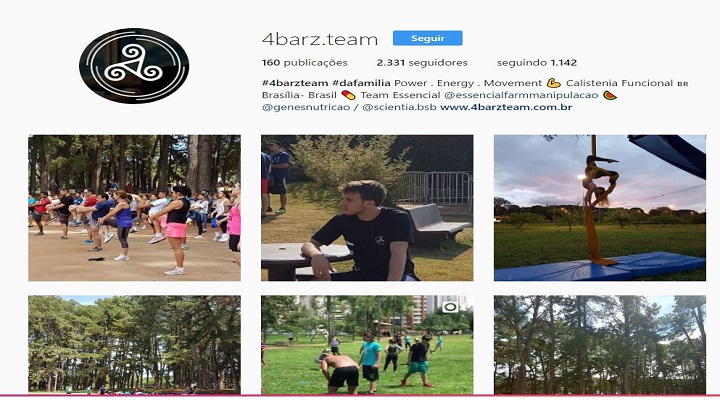 4barz.team Seguir
160 publicações 2.331 seguidores seguindo 1.142
#4barzteam #dafamilia Power . Energy . Movement 💪 Calistenia Funcional 🇧🇷
Brasília- Brasil 💊 Team Essencial @essencialfarmmanipulacao 🍉
@genesnutricao / @scientia.bsb www.4barzteam.com.br